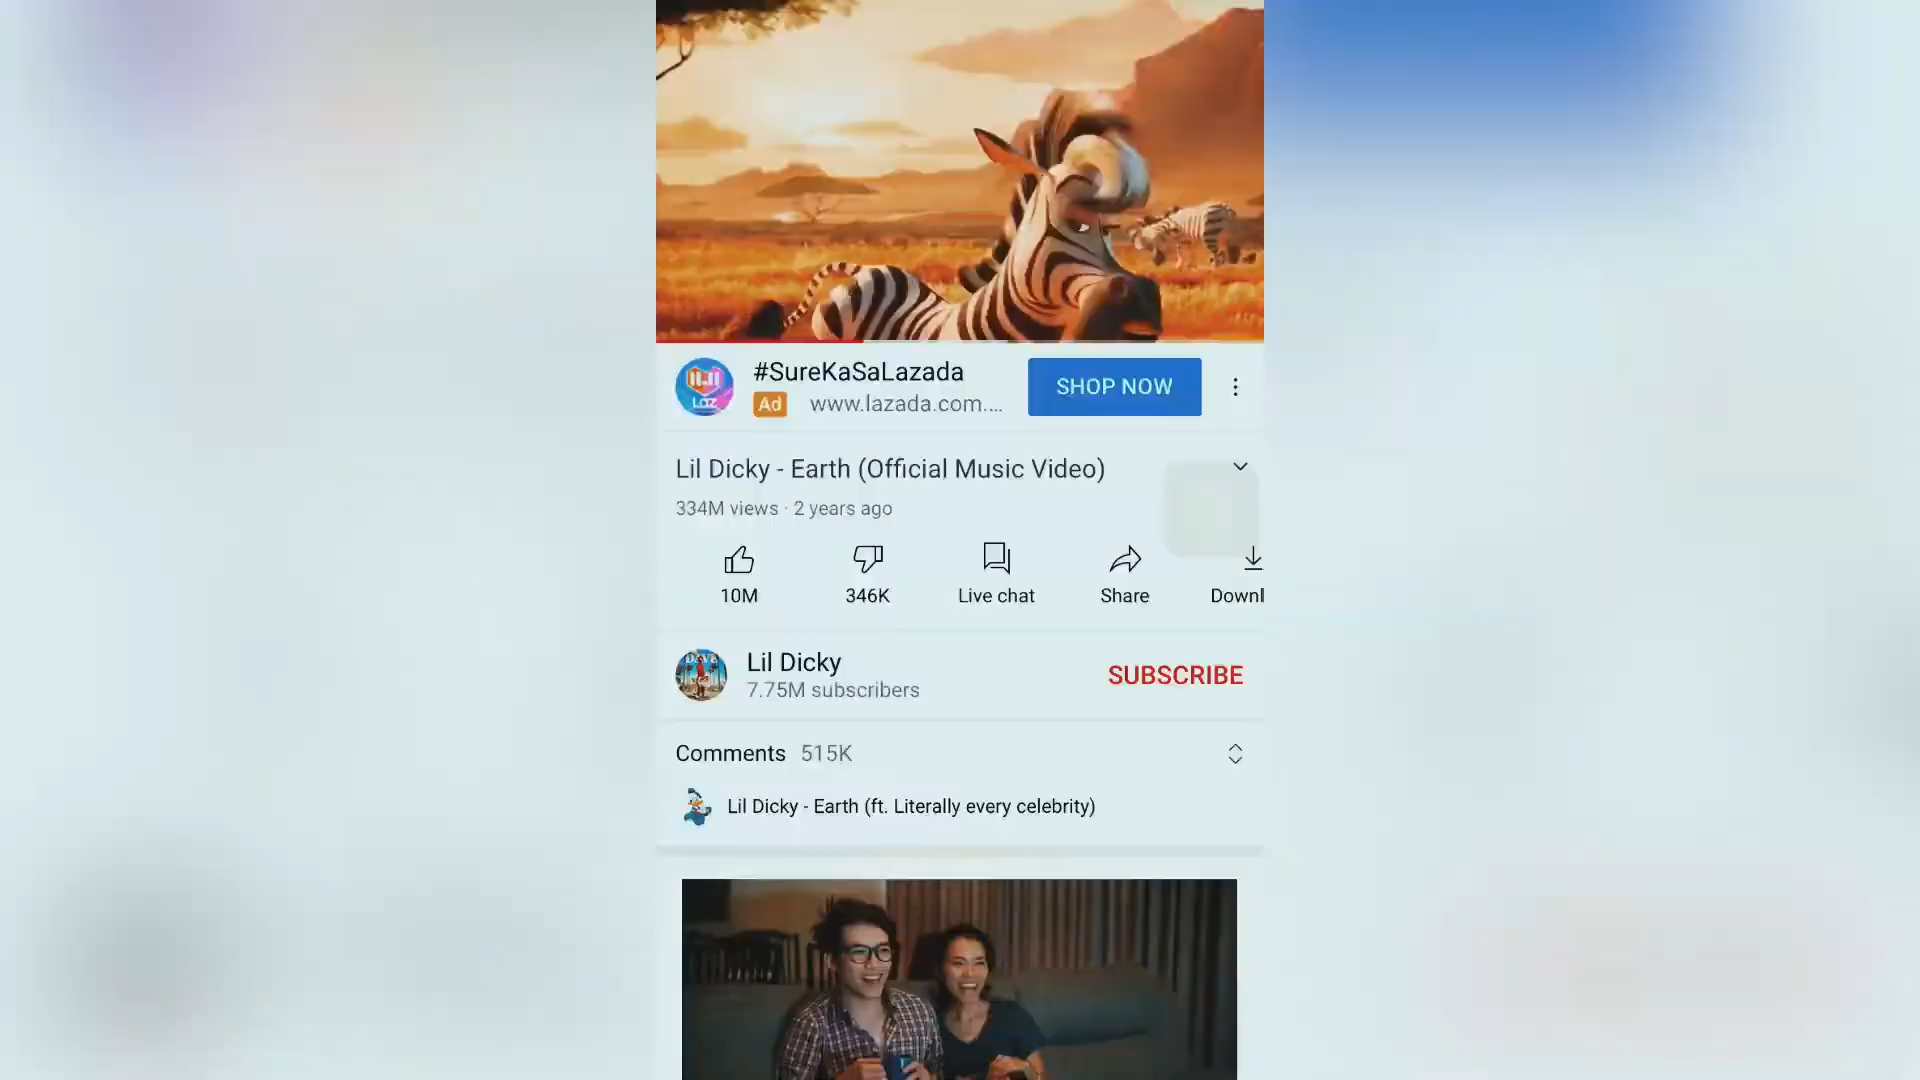 #SureKaSaLazada
Ad www.lazada.com....
SHOP NOW
LAZ
Lil Dicky - Earth (Official Music Video)
334M views · 2 years ago
10M
346K
Live chat
Share
Downl
DAVE
Lil Dicky
7.75M subscribers
SUBSCRIBE
Comments 515K
Lil Dicky - Earth (ft. Literally every celebrity)